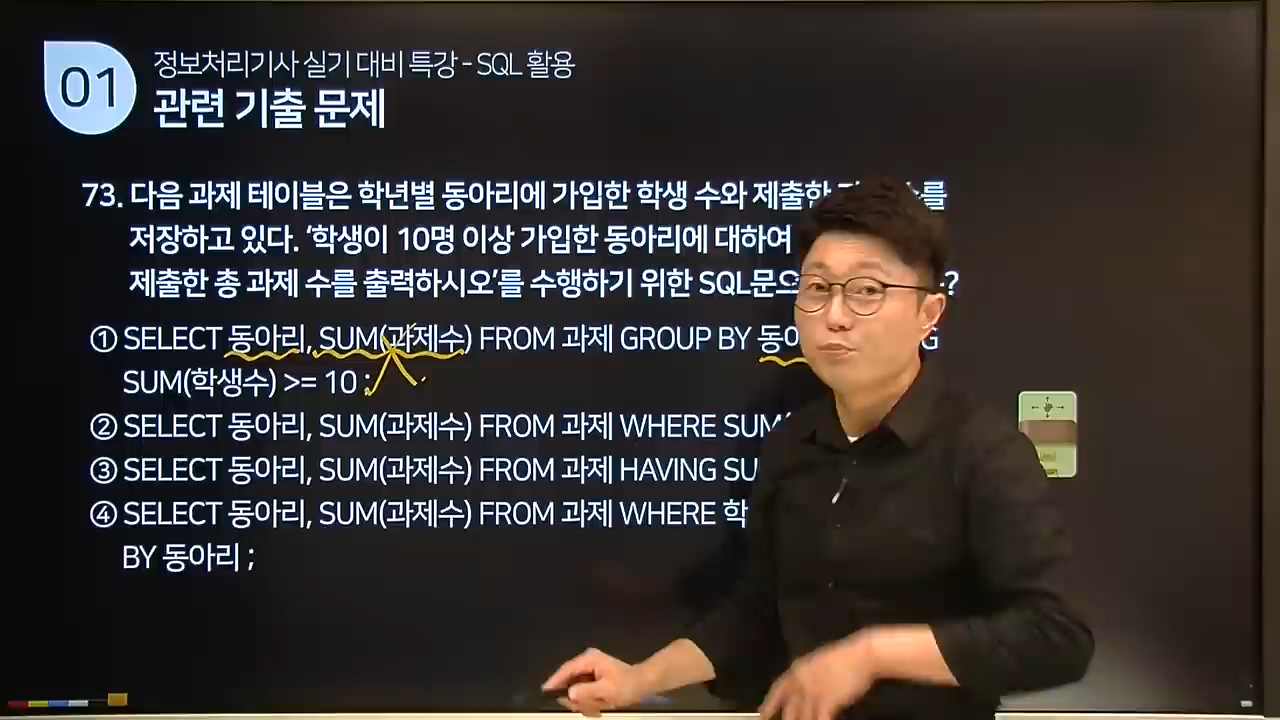 01
정보처리기사 실기 대비 특강 - SQL 활용
관련 기출 문제
73. 다음 과제 테이블은 학년별 동아리에 가입한 학생 수와 제출한 를
저장하고 있다. ‘학생이 10명 이상 가입한 동아리에 대하여
제출한 총 과제 수를 출력하시오’를 수행하기 위한 SQL문으 ?
① SELECT 동아리, SUM(과제수) FROM 과제 GROUP BY 동아 G
SUM(학생수) >= 10 ;
② SELECT 동아리, SUM(과제수) FROM 과제 WHERE SUM(
③ SELECT 동아리, SUM(과제수) FROM 과제 HAVING SU
④ SELECT 동아리, SUM(과제수) FROM 과제 WHERE 학
BY 동아리 ;